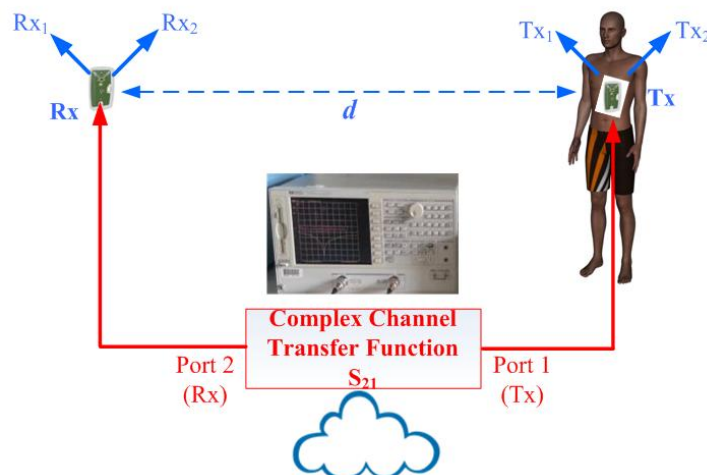 Rx₁
Rx₂
Tx₁
Tx₂
Rx
d
Tx
Complex Channel
Transfer Function
S₂₁
Port 2
(Rx)
Port 1
(Tx)